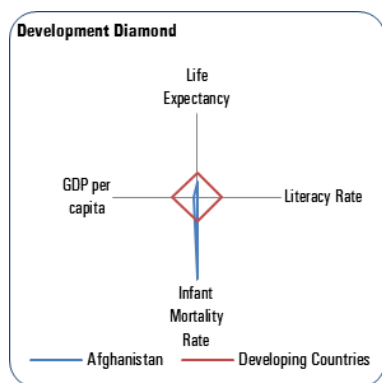 Development Diamond
Life
Expectancy
GDP per
capita
Literacy Rate
Infant
Mortality
Rate
Afghanistan
Developing Countries